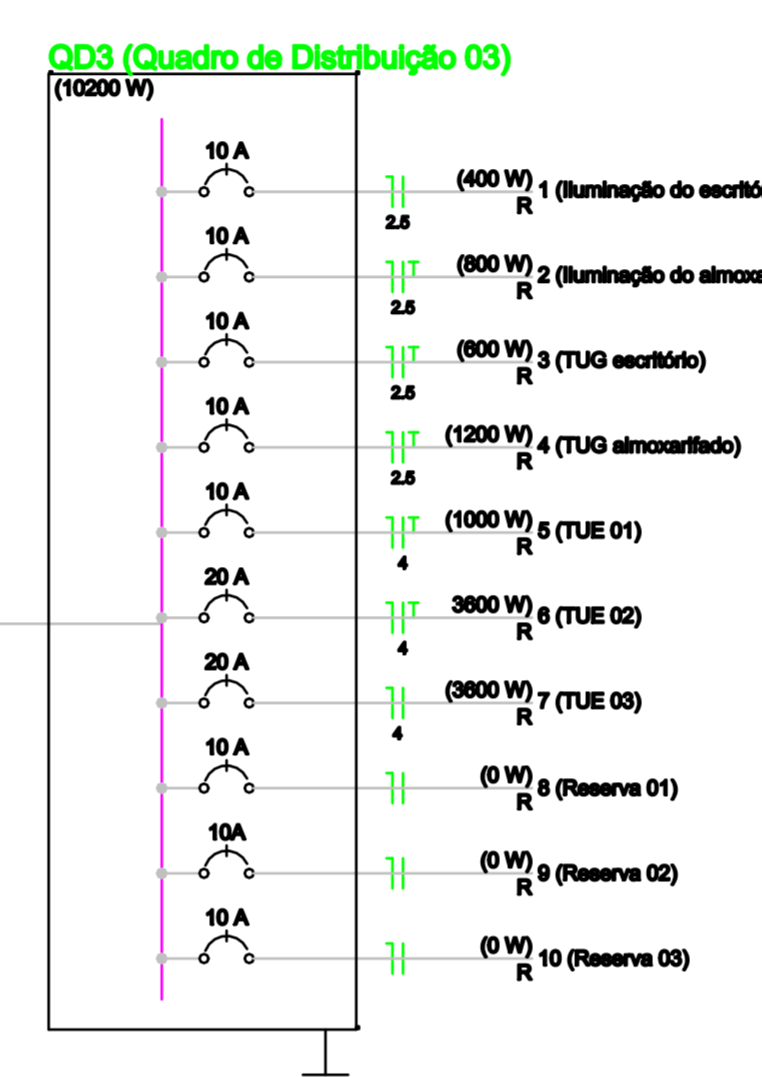 QD3 (Quadro de Distribuição 03)
(10200 W)
10 A
(400 W)
R
1 (Iluminação do escritó
2.5
10 A
(800 W)
R
2 (Iluminação do almoxa
2.5
10 A
(600 W)
R
3 (TUG escritório)
2.5
10 A
(1200 W)
R
4 (TUG almoxarifado)
2.5
10 A
(1000 W)
R
5 (TUE 01)
4
20 A
3600 W)
R
6 (TUE 02)
4
20 A
(3600 W)
R
7 (TUE 03)
4
10 A
(0 W)
R
8 (Reserva 01)
10A
(0 W)
R
9 (Reserva 02)
10 A
(0 W)
R
10 (Reserva 03)